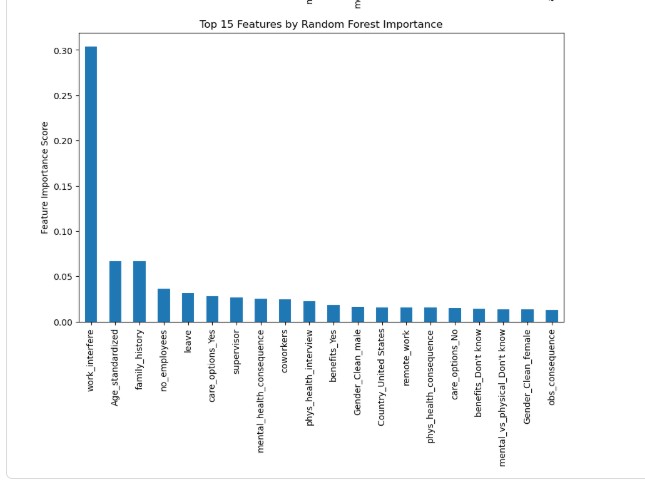 Top 15 Features by Random Forest Importance
Feature Importance Score
0.30
0.25
0.20
0.15
0.10
0.05
0.00
work_interfere
Age_standardized
family_history
no_employees
leave
care_options_Yes
supervisor
mental_health_consequence
coworkers
phys_health_interview
benefits_Yes
Gender_Clean_male
Country_United States
remote_work
phys_health_consequence
care_options_No
benefits_Don't know
mental_vs_physical_Don't know
Gender_Clean_female
obs_consequence